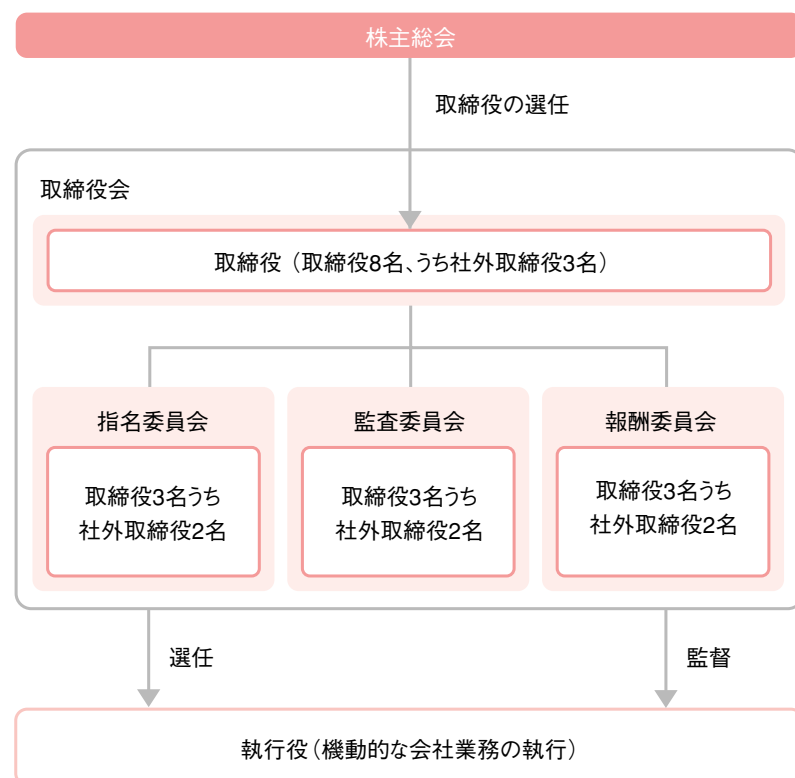 株主総会
取締役の選任
取締役会
取締役（取締役8名、うち社外取締役3名）
指名委員会
取締役3名うち
社外取締役2名
監査委員会
取締役3名うち
社外取締役2名
報酬委員会
取締役3名うち
社外取締役2名
選任
監督
執行役（機動的な会社業務の執行）